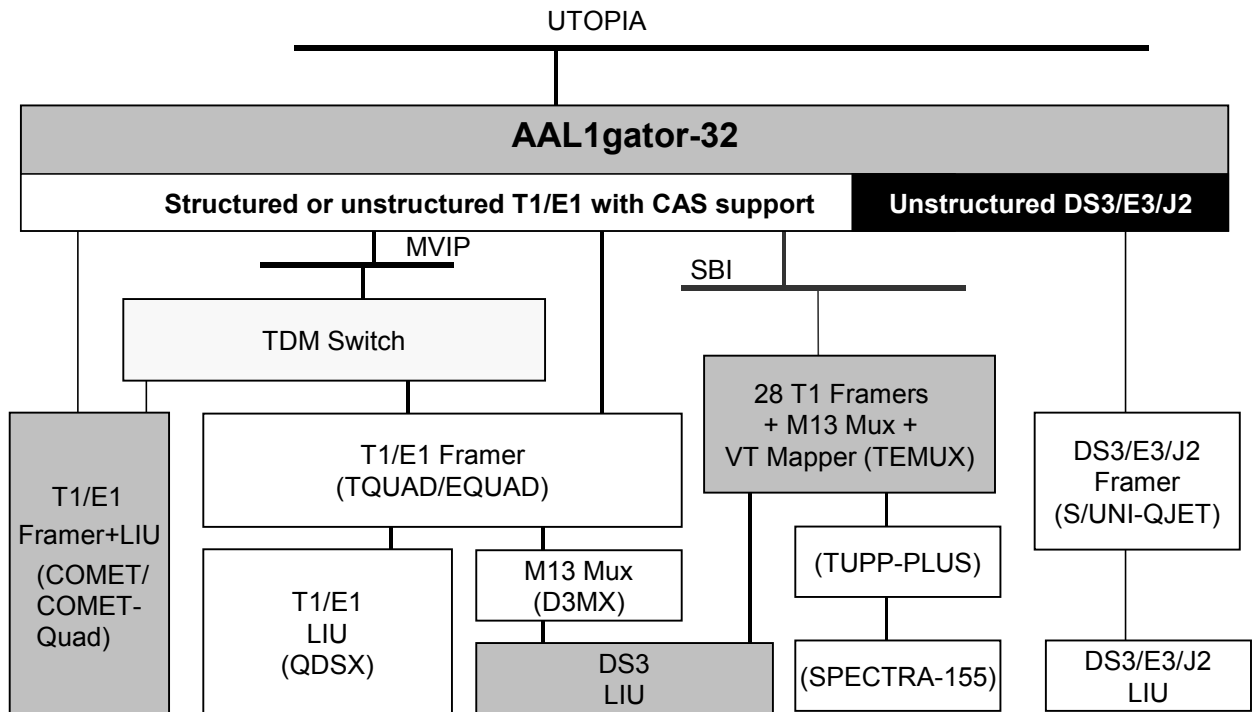 UTOPIA
AAL1gator-32
Structured or unstructured T1/E1 with CAS support
Unstructured DS3/E3/J2
MVIP
SBI
TDM Switch
28 T1 Framers
+ M13 Mux +
VT Mapper (TEMUX)
T1/E1 Framer
(TQUAD/EQUAD)
DS3/E3/J2
Framer
(S/UNI-QJET)
T1/E1
Framer+LIU
(COMET/
COMET-
Quad)
T1/E1
LIU
(QDSX)
M13 Mux
(D3MX)
(TUPP-PLUS)
DS3
LIU
(SPECTRA-155)
DS3/E3/J2
LIU